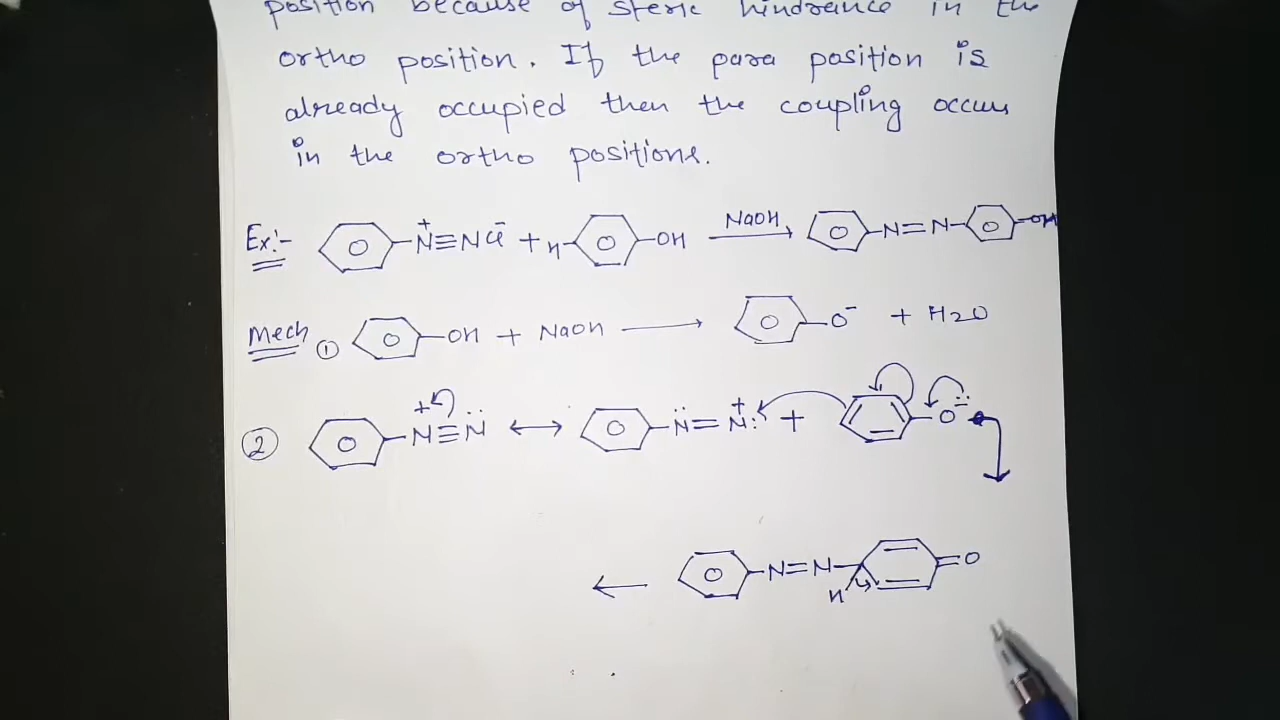 position because of steric hindrance in the
ortho position. If the para position is
already occupied then the coupling occurs
in the ortho positions.
Ex:- N⁺≡NCl⁻ + H OH NaOH N=N OH
Mech ① OH + NaOH → O⁻ + H2O
② N⁺≡N̈ ↔ N̈=N⁺: + O⁻
← N=N H =O